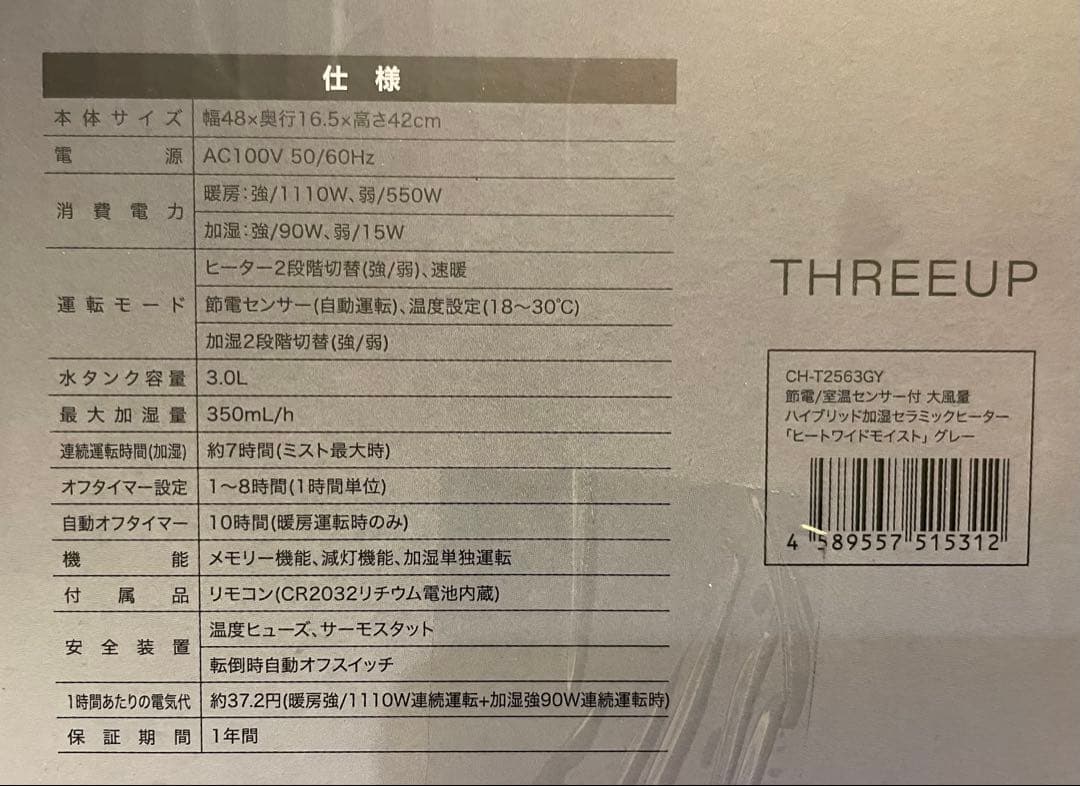 仕様
本体サイズ 幅48×奥行16.5×高さ42cm
電源 AC100V 50/60Hz
消費電力 暖房:強/1110W、弱/550W
加湿:強/90W、弱/15W
運転モード ヒーター2段階切替(強/弱)、速暖
節電センサー(自動運転)、温度設定(18〜30℃)
加湿2段階切替(強/弱)
水タンク容量 3.0L
最大加湿量 350mL/h
連続運転時間(加湿) 約7時間(ミスト最大時)
オフタイマー設定 1〜8時間(1時間単位)
自動オフタイマー 10時間(暖房運転時のみ)
機能 メモリー機能、減灯機能、加湿単独運転
付属品 リモコン(CR2032リチウム電池内蔵)
安全装置 温度ヒューズ、サーモスタット
転倒時自動オフスイッチ
1時間あたりの電気代 約37.2円(暖房強/1110W連続運転+加湿強90W連続運転時)
保証期間 1年間
THREEUP
CH-T2563GY
節電/室温センサー付 大風量
ハイブリッド加湿セラミックヒーター
「ヒートワイドモイスト」 グレー
4 589557 515312